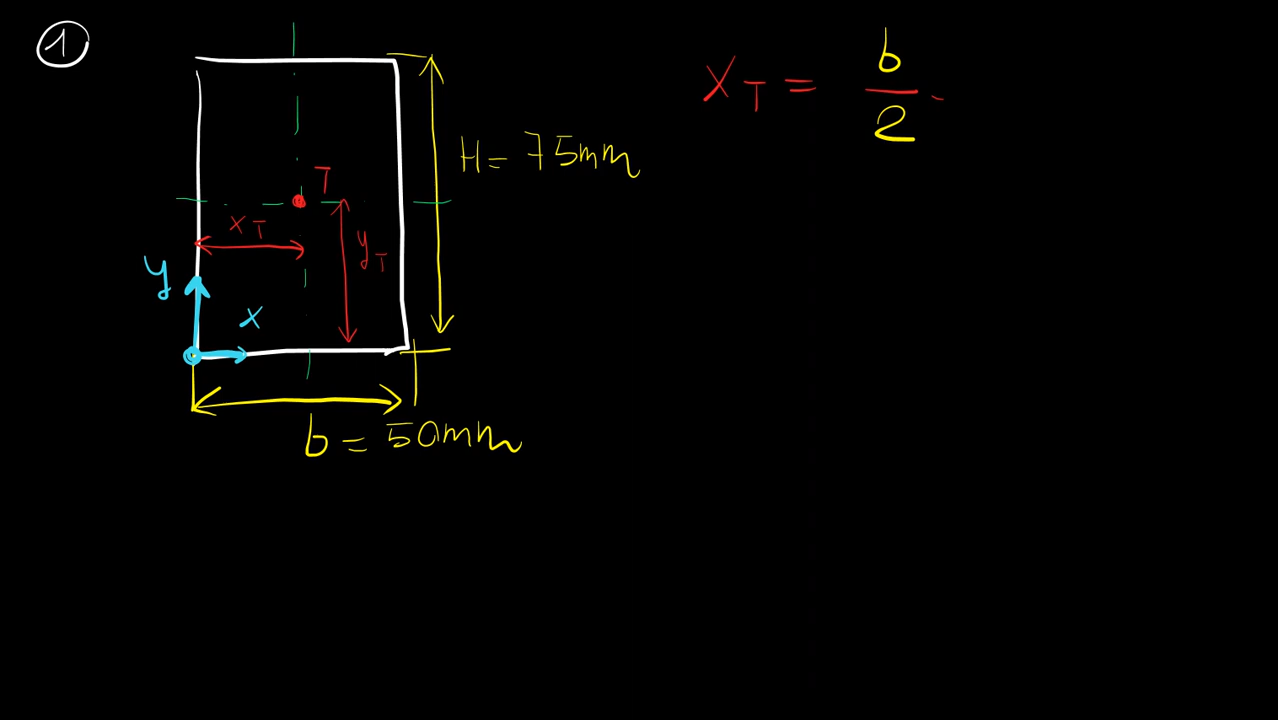 1
x_T = b/2 -
H = 75mm
T
x_T
y_T
y
x
b = 50mm